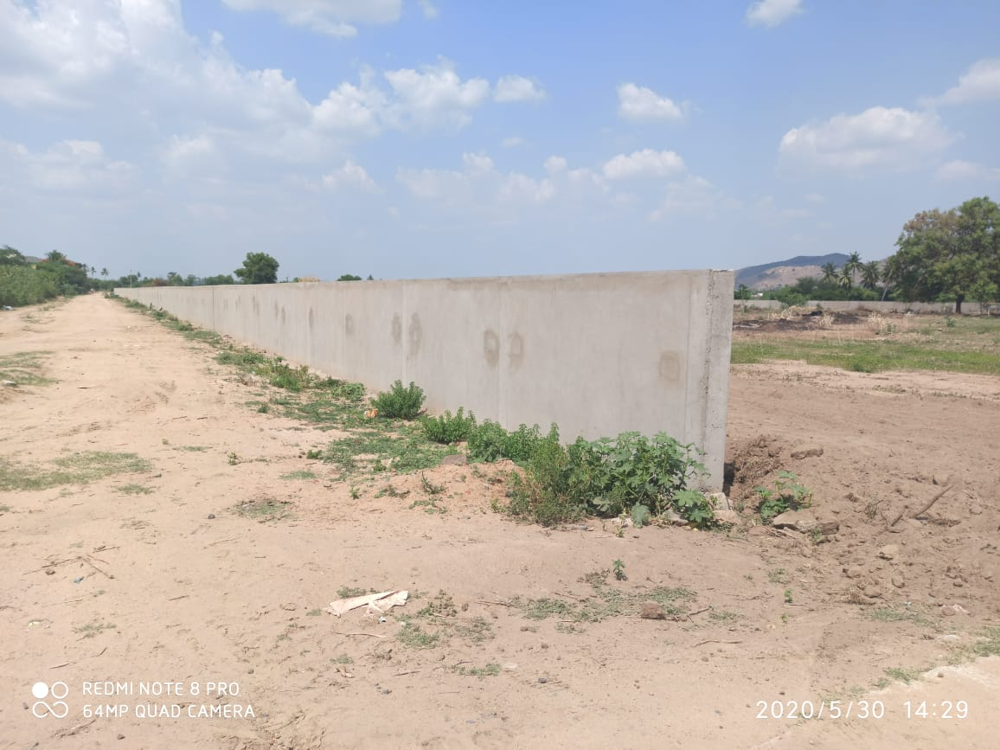 REDMI NOTE 8 PRO
64MP QUAD CAMERA
2020/5/30 14:29